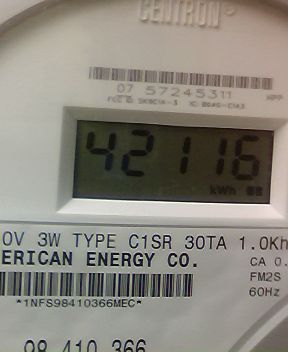 CENTRON®
07 57245311
42116
kWh
0V 3W TYPE C1SR 30TA 1.0Kh
ERICAN ENERGY CO.
CA 0.
FM2S
60Hz
*1NFS98410366MEC*
98 410 366